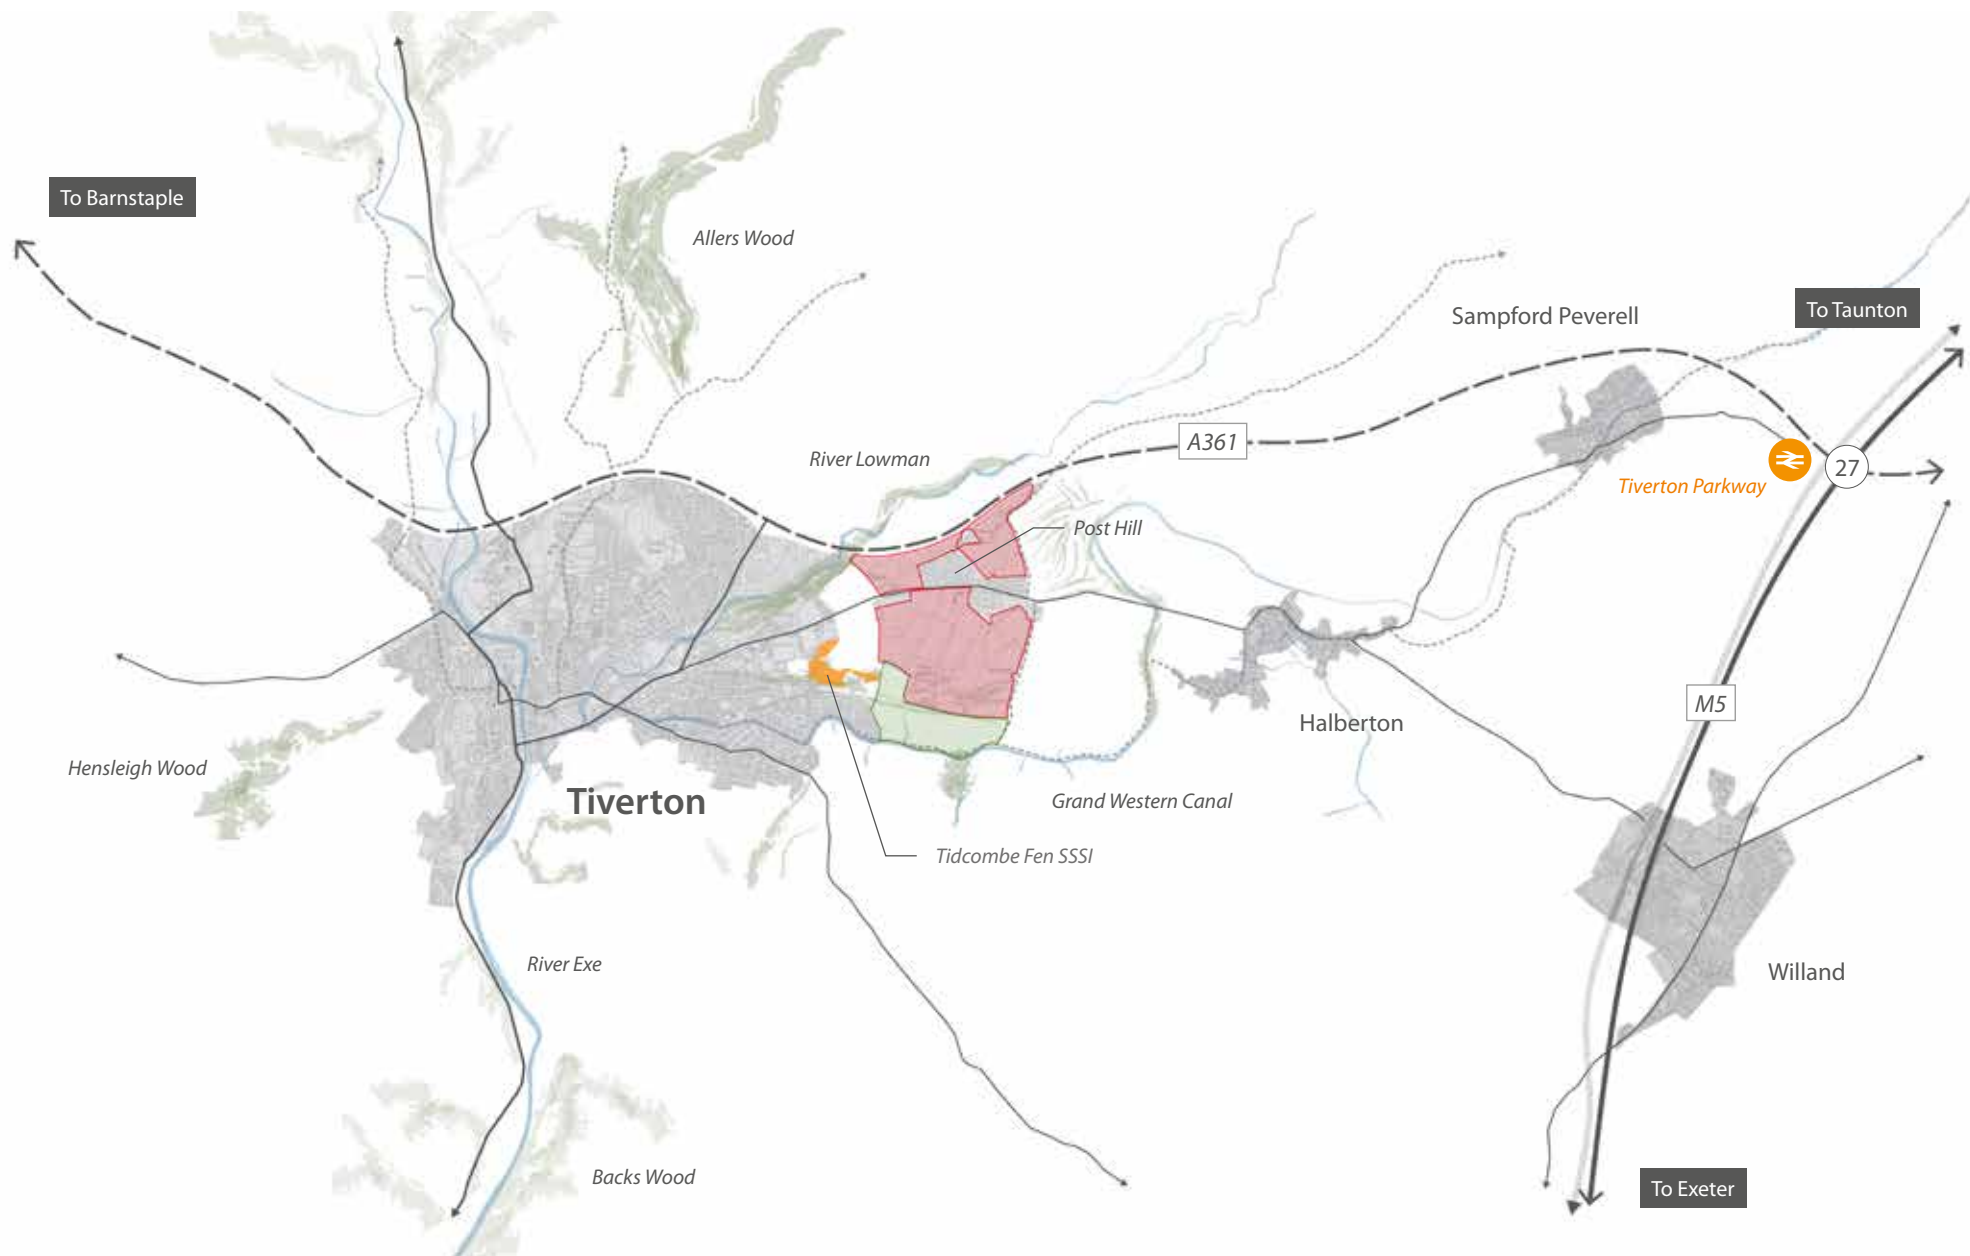 To Barnstaple
Allers Wood
To Taunton
Sampford Peverell
A361
River Lowman
27
Tiverton Parkway
Post Hill
M5
Halberton
Hensleigh Wood
Tiverton
Grand Western Canal
Tidcombe Fen SSSI
River Exe
Willand
Backs Wood
To Exeter